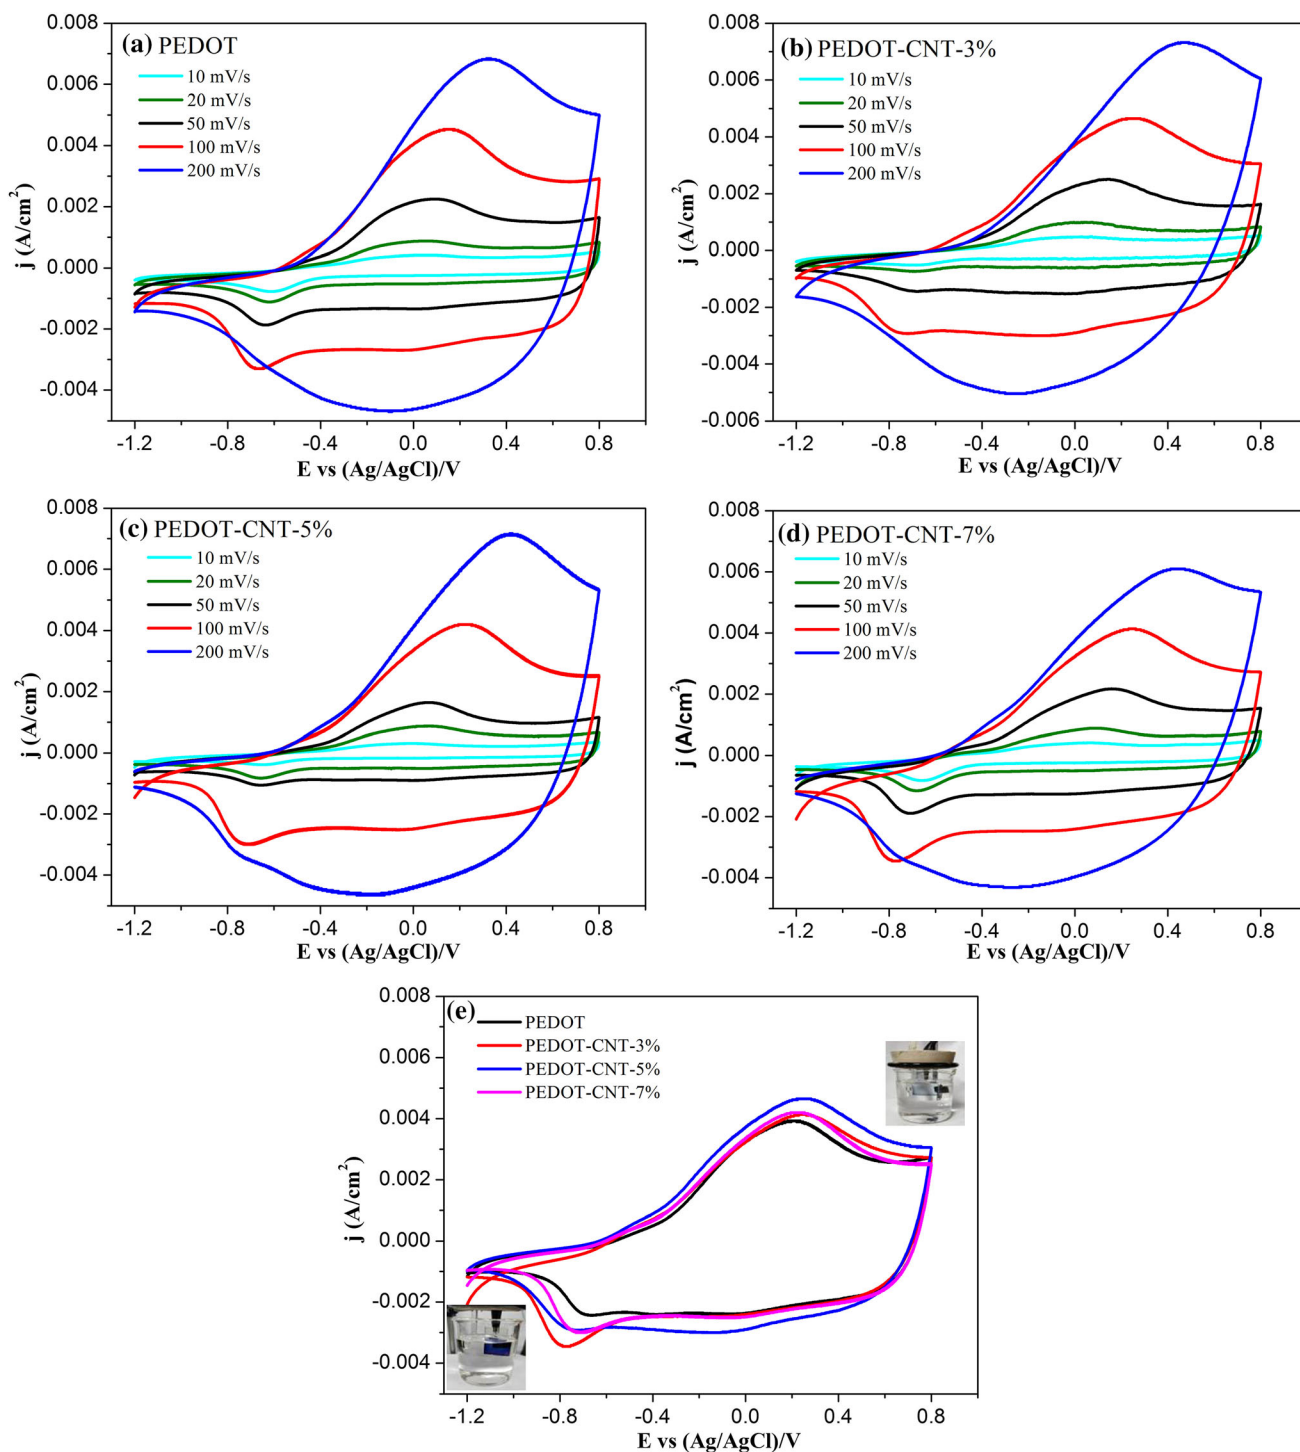 (a) PEDOT
10 mV/s
20 mV/s
50 mV/s
100 mV/s
200 mV/s
0.008
0.006
0.004
0.002
0.000
-0.002
-0.004
j (A/cm²)
-1.2 -0.8 -0.4 0.0 0.4 0.8
E vs (Ag/AgCl)/V
(b) PEDOT-CNT-3%
10 mV/s
20 mV/s
50 mV/s
100 mV/s
200 mV/s
0.008
0.006
0.004
0.002
0.000
-0.002
-0.004
-0.006
j (A/cm²)
-1.2 -0.8 -0.4 0.0 0.4 0.8
E vs (Ag/AgCl)/V
(c) PEDOT-CNT-5%
10 mV/s
20 mV/s
50 mV/s
100 mV/s
200 mV/s
0.008
0.006
0.004
0.002
0.000
-0.002
-0.004
j (A/cm²)
-1.2 -0.8 -0.4 0.0 0.4 0.8
E vs (Ag/AgCl)/V
(d) PEDOT-CNT-7%
10 mV/s
20 mV/s
50 mV/s
100 mV/s
200 mV/s
0.008
0.006
0.004
0.002
0.000
-0.002
-0.004
j (A/cm²)
-1.2 -0.8 -0.4 0.0 0.4 0.8
E vs (Ag/AgCl)/V
(e)
PEDOT
PEDOT-CNT-3%
PEDOT-CNT-5%
PEDOT-CNT-7%
0.008
0.006
0.004
0.002
0.000
-0.002
-0.004
j (A/cm²)
-1.2 -0.8 -0.4 0.0 0.4 0.8
E vs (Ag/AgCl)/V